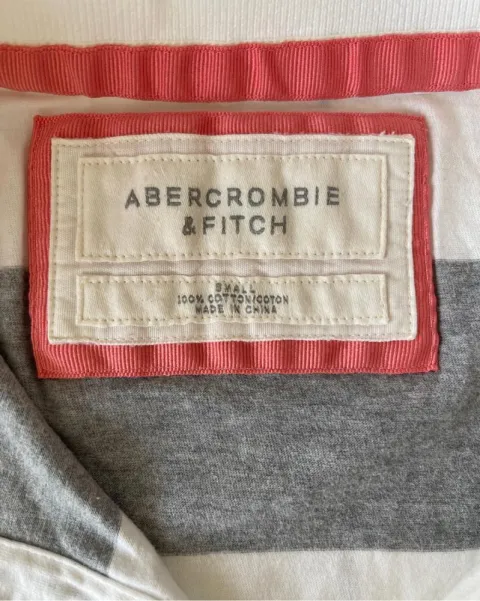 ABERCROMBIE
& FITCH
SMALL
100% COTTON/COTON
MADE IN CHINA